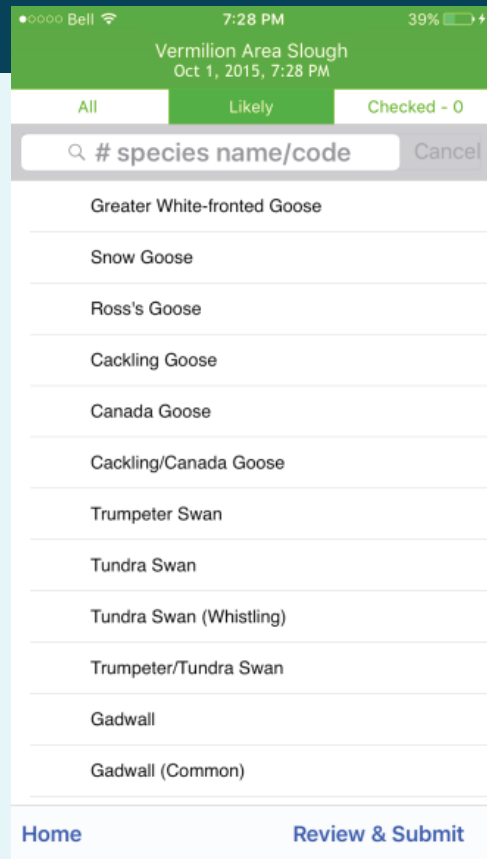 Bell 7:28 PM 39%
Vermilion Area Slough
Oct 1, 2015, 7:28 PM
All Likely Checked - 0
# species name/code Cancel
Greater White-fronted Goose
Snow Goose
Ross's Goose
Cackling Goose
Canada Goose
Cackling/Canada Goose
Trumpeter Swan
Tundra Swan
Tundra Swan (Whistling)
Trumpeter/Tundra Swan
Gadwall
Gadwall (Common)
Home Review & Submit